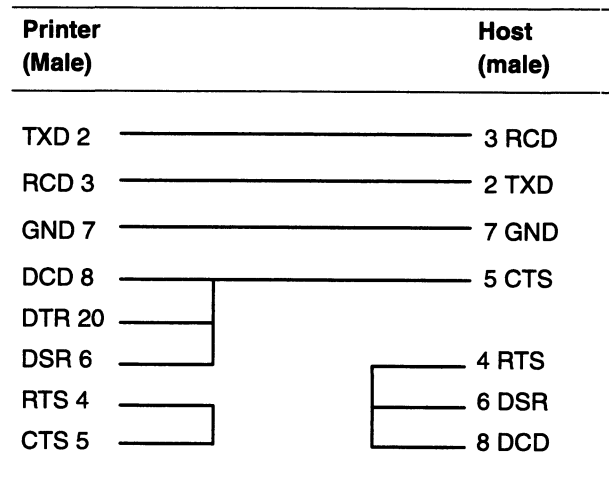 Printer Host
(Male) (male)
TXD 2 3 RCD
RCD 3 2 TXD
GND 7 7 GND
DCD 8 5 CTS
DTR 20
DSR 6 4 RTS
RTS 4 6 DSR
CTS 5 8 DCD